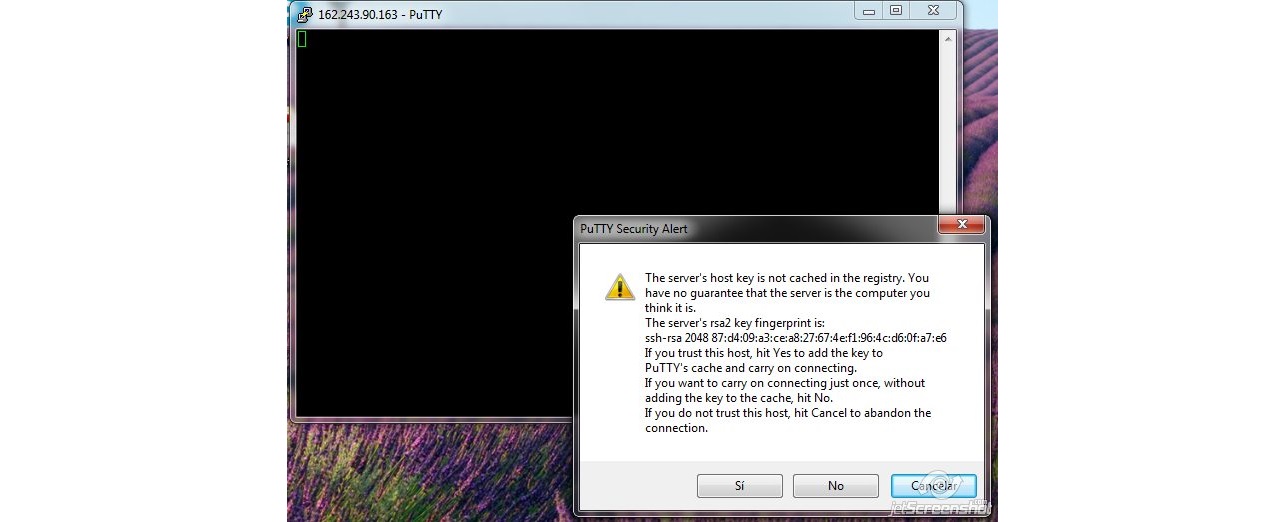 162.243.90.163 - PuTTY
PuTTY Security Alert
The server's host key is not cached in the registry. You
have no guarantee that the server is the computer you
think it is.
The server's rsa2 key fingerprint is:
ssh-rsa 2048 87:d4:09:a3:ce:a8:27:67:4e:f1:96:4c:d6:0f:a7:e6
If you trust this host, hit Yes to add the key to
PuTTY's cache and carry on connecting.
If you want to carry on connecting just once, without
adding the key to the cache, hit No.
If you do not trust this host, hit Cancel to abandon the
connection.
Sí No Cancelar
jetScreenshot